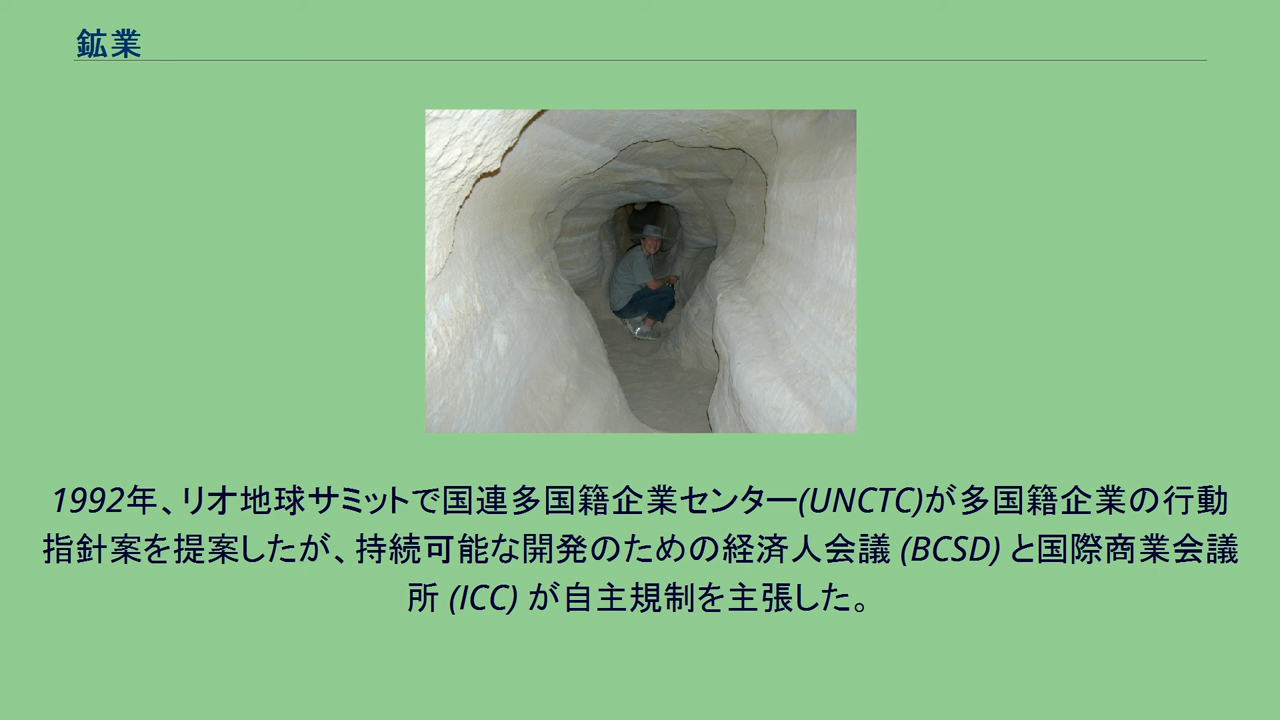 鉱業
1992年、リオ地球サミットで国連多国籍企業センター(UNCTC)が多国籍企業の行動
指針案を提案したが、持続可能な開発のための経済人会議 (BCSD) と国際商業会議
所 (ICC) が自主規制を主張した。